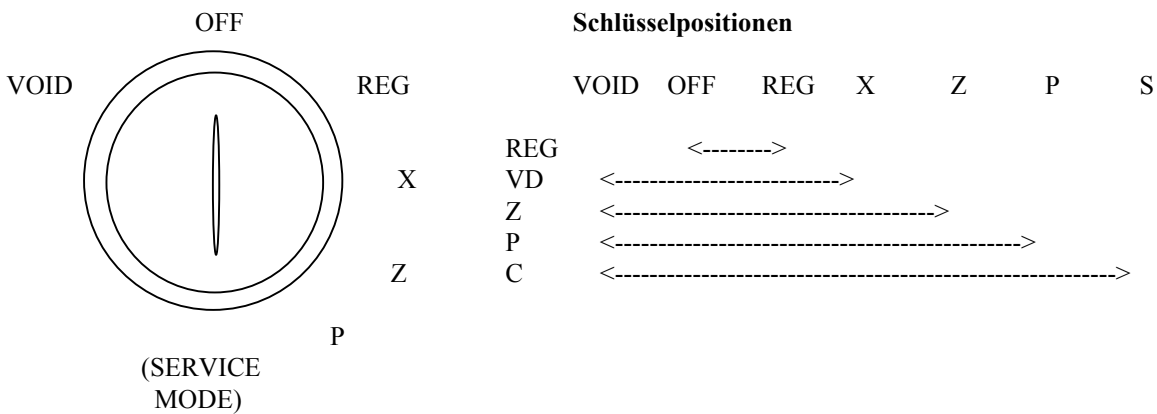 OFF
VOID
REG
X
Z
P
(SERVICE
MODE)
Schlüsselpositionen
VOID OFF REG X Z P S
REG <-------->
VD <--------------------------->
Z <-------------------------------------->
P <------------------------------------------------>
C <----------------------------------------------------------->